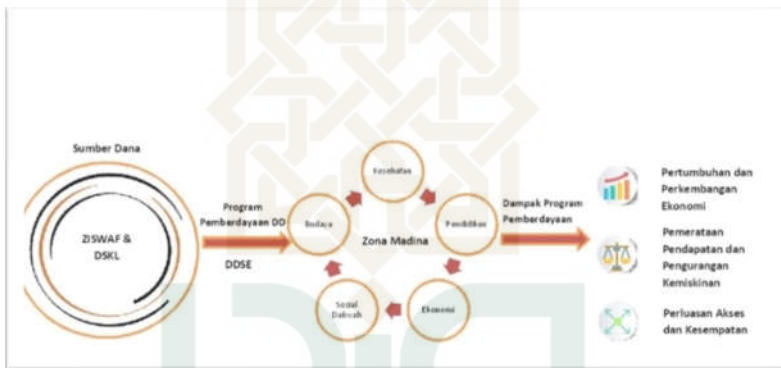 Sumber Dana
ZISWAF &
DSKL
Program
Pemberdayaan DD
DDSE
Kesehatan
Budaya
Zona Madina
Pendidikan
Sosial
Dakwah
Ekonomi
Dampak Program
Pemberdayaan
Pertumbuhan dan
Perkembangan
Ekonomi
Pemerataan
Pendapatan dan
Pengurangan
Kemiskinan
Perluasan Akses
dan Kesempatan